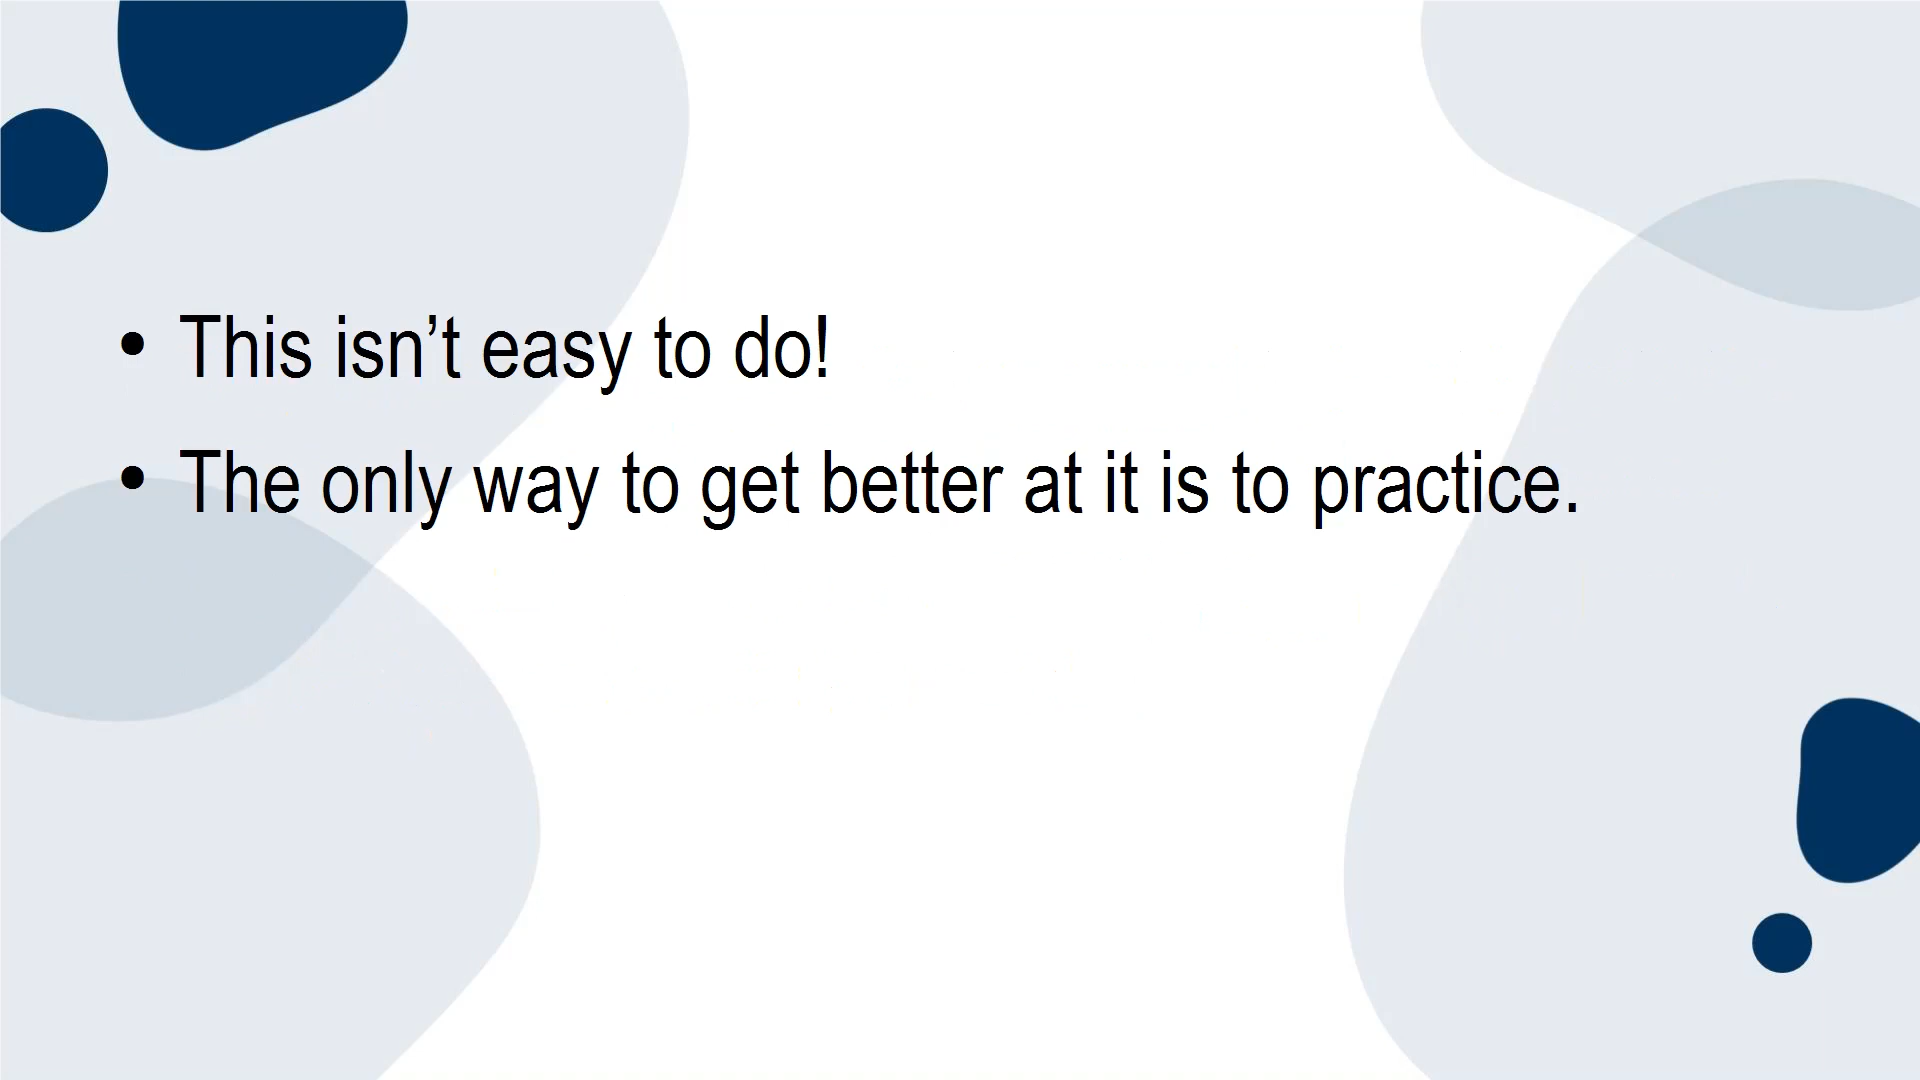 • This isn’t easy to do!
• The only way to get better at it is to practice.